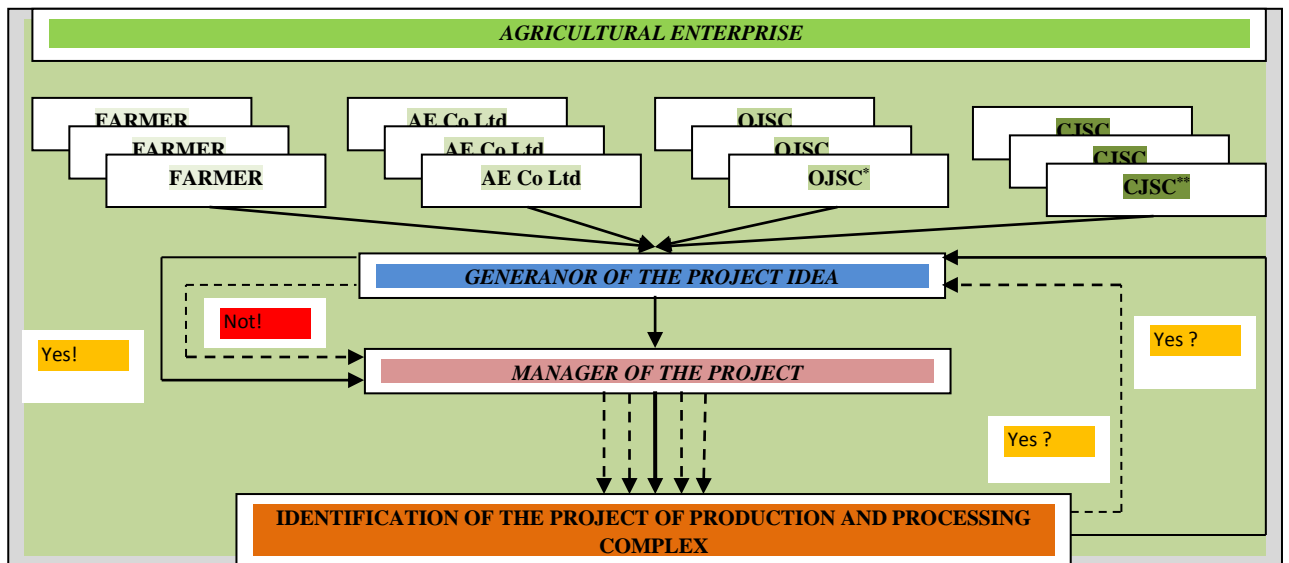 AGRICULTURAL ENTERPRISE
FARMER
FARMER
FARMER
AE Co Ltd
AE Co Ltd
AE Co Ltd
OJSC
OJSC
OJSC*
CJSC
CJSC
CJSC**
GENERANOR OF THE PROJECT IDEA
Not!
Yes!
Yes ?
MANAGER OF THE PROJECT
Yes ?
IDENTIFICATION OF THE PROJECT OF PRODUCTION AND PROCESSING
COMPLEX